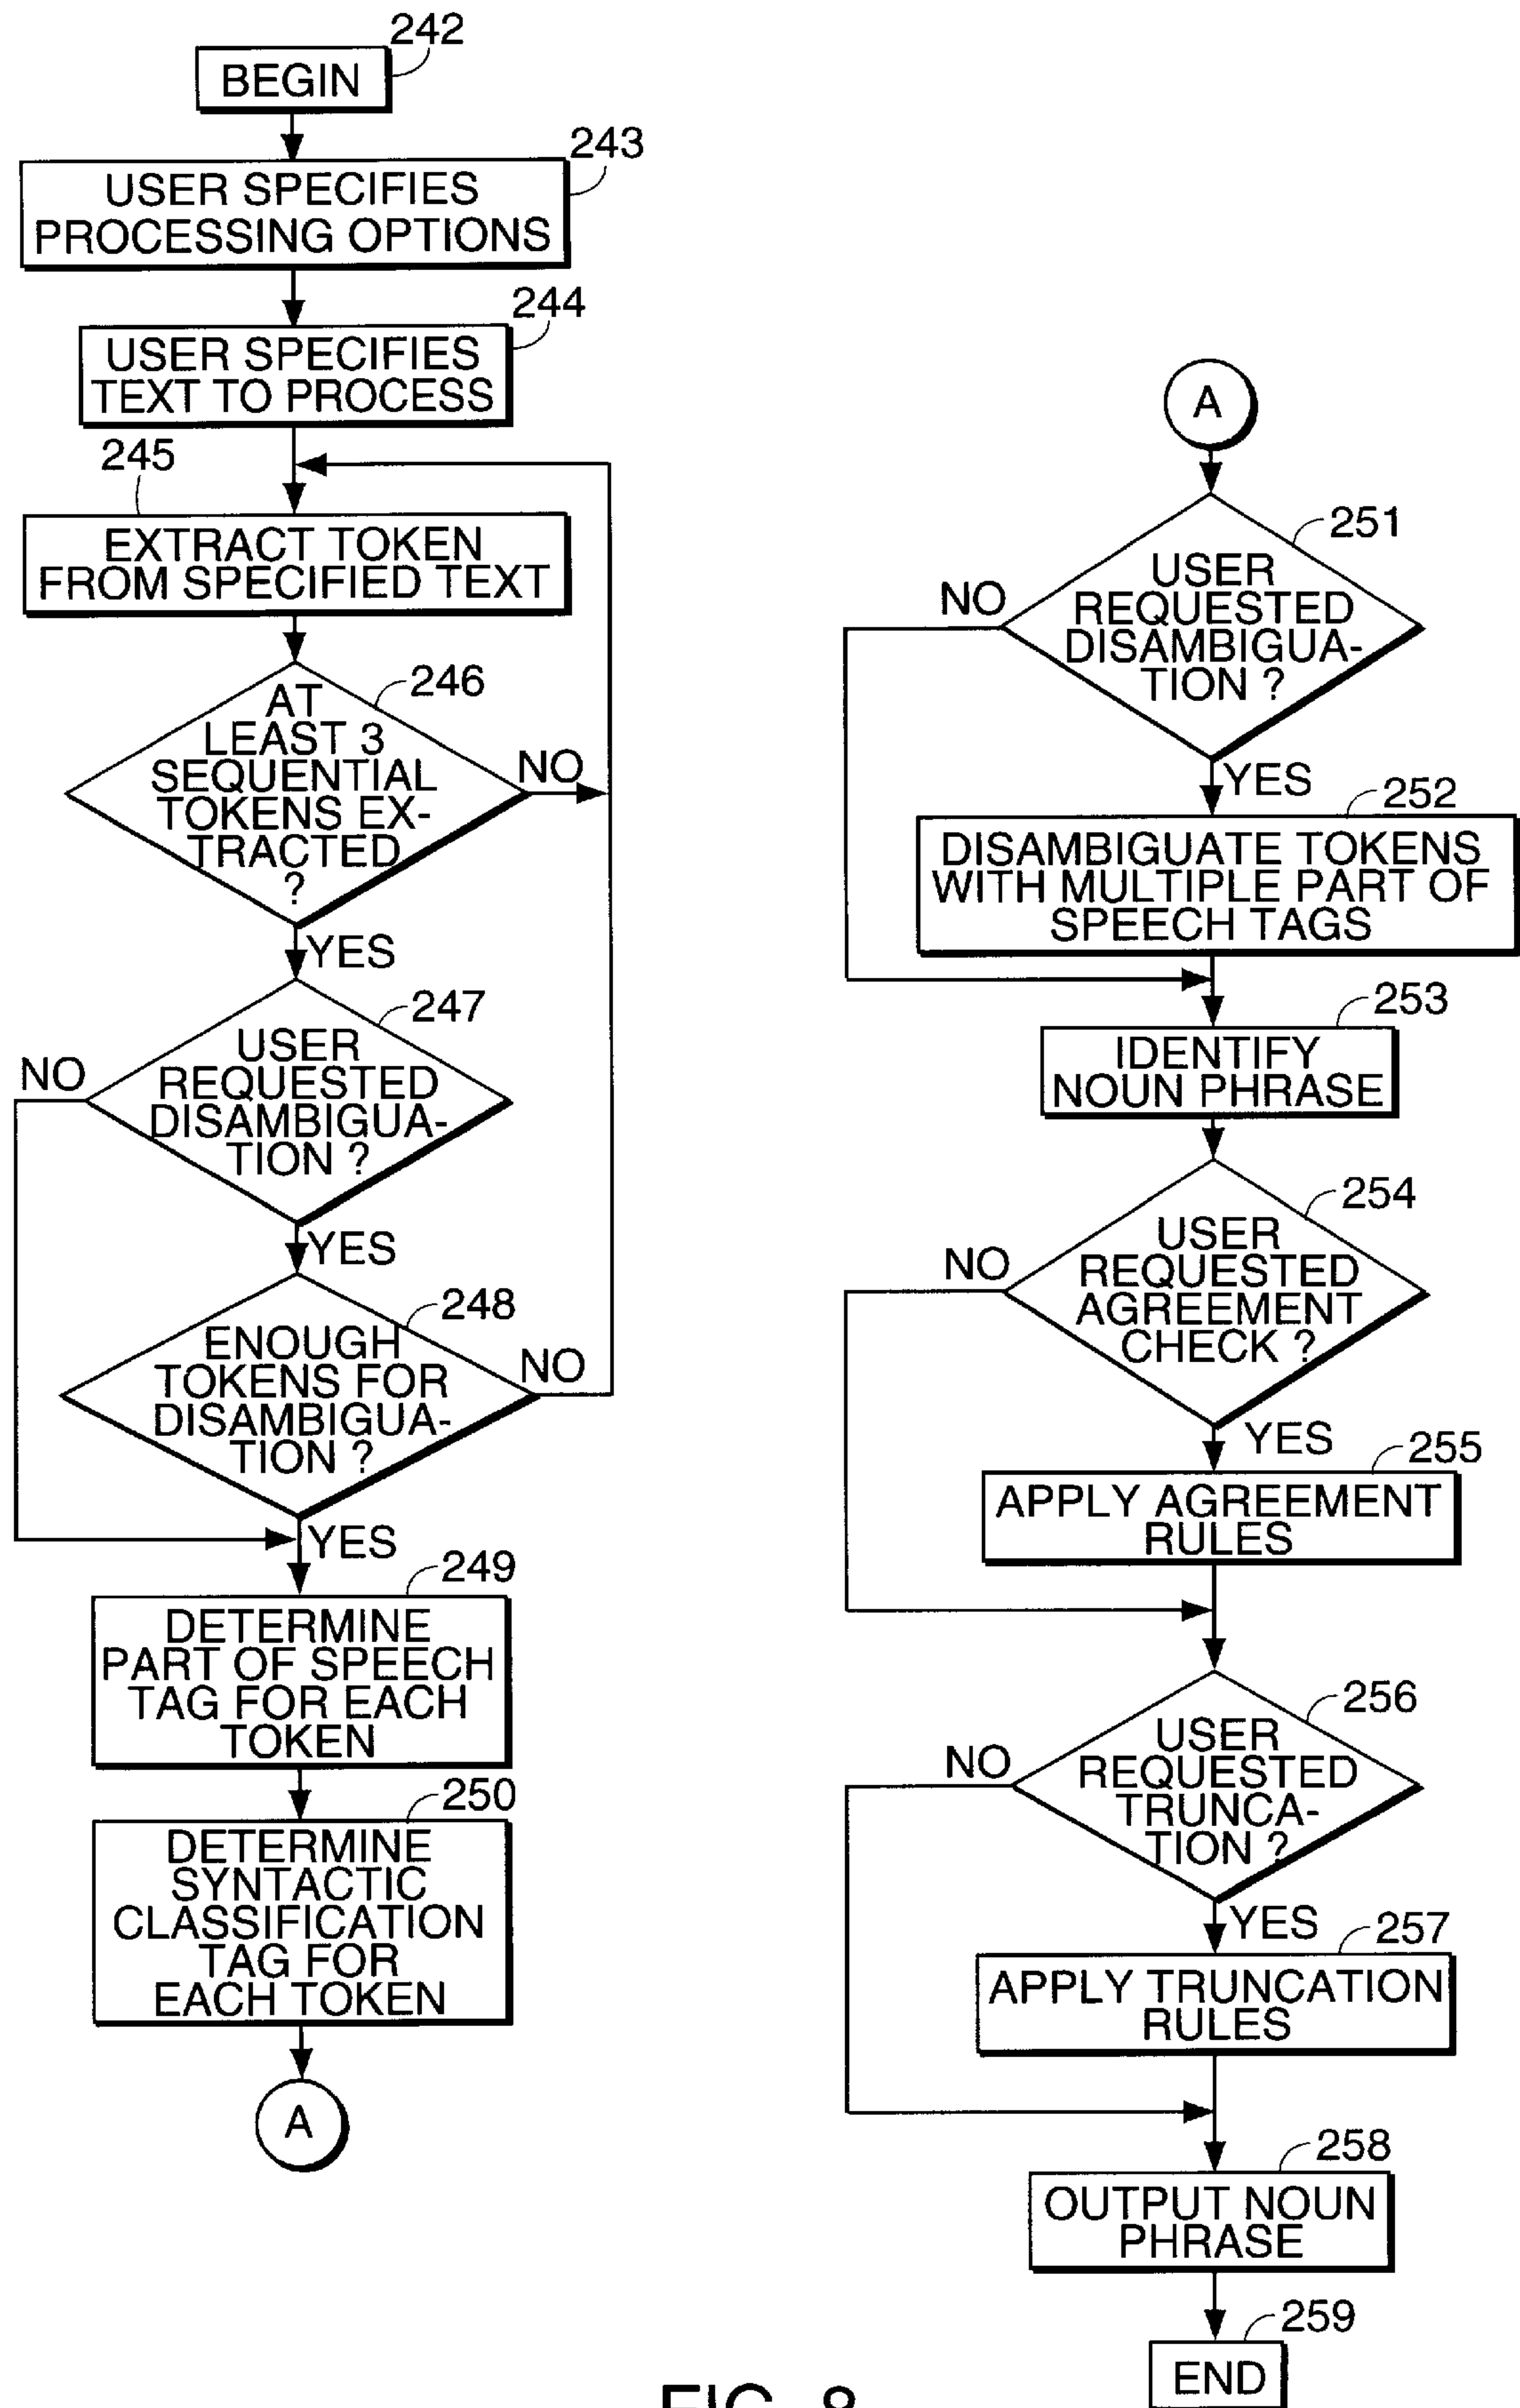 242
BEGIN
243
USER SPECIFIES
PROCESSING OPTIONS
244
USER SPECIFIES
TEXT TO PROCESS
245
EXTRACT TOKEN
FROM SPECIFIED TEXT
246
AT
LEAST 3
SEQUENTIAL
TOKENS EX-
TRACTED
?
NO
YES
247
USER
REQUESTED
DISAMBIGUA-
TION ?
NO
YES
248
ENOUGH
TOKENS FOR
DISAMBIGUA-
TION ?
NO
YES
249
DETERMINE
PART OF SPEECH
TAG FOR EACH
TOKEN
250
DETERMINE
SYNTACTIC
CLASSIFICATION
TAG FOR
EACH TOKEN
A
A
251
USER
REQUESTED
DISAMBIGUA-
TION ?
NO
YES
252
DISAMBIGUATE TOKENS
WITH MULTIPLE PART OF
SPEECH TAGS
253
IDENTIFY
NOUN PHRASE
254
USER
REQUESTED
AGREEMENT
CHECK ?
NO
YES
255
APPLY AGREEMENT
RULES
256
USER
REQUESTED
TRUNCA-
TION ?
NO
YES
257
APPLY TRUNCATION
RULES
258
OUTPUT NOUN
PHRASE
259
END
FIG. 8